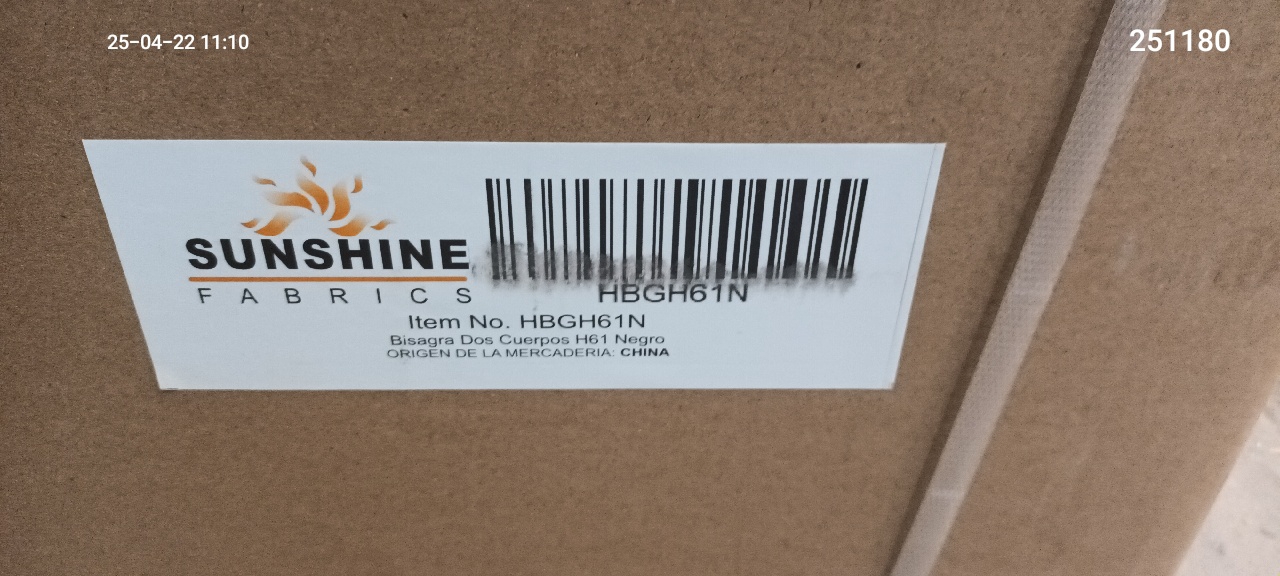 25-04-22 11:10
251180
SUNSHINE
FABRICS
HBGH61N
Item No. HBGH61N
Bisagra Dos Cuerpos H61 Negro
ORIGEN DE LA MERCADERIA: CHINA